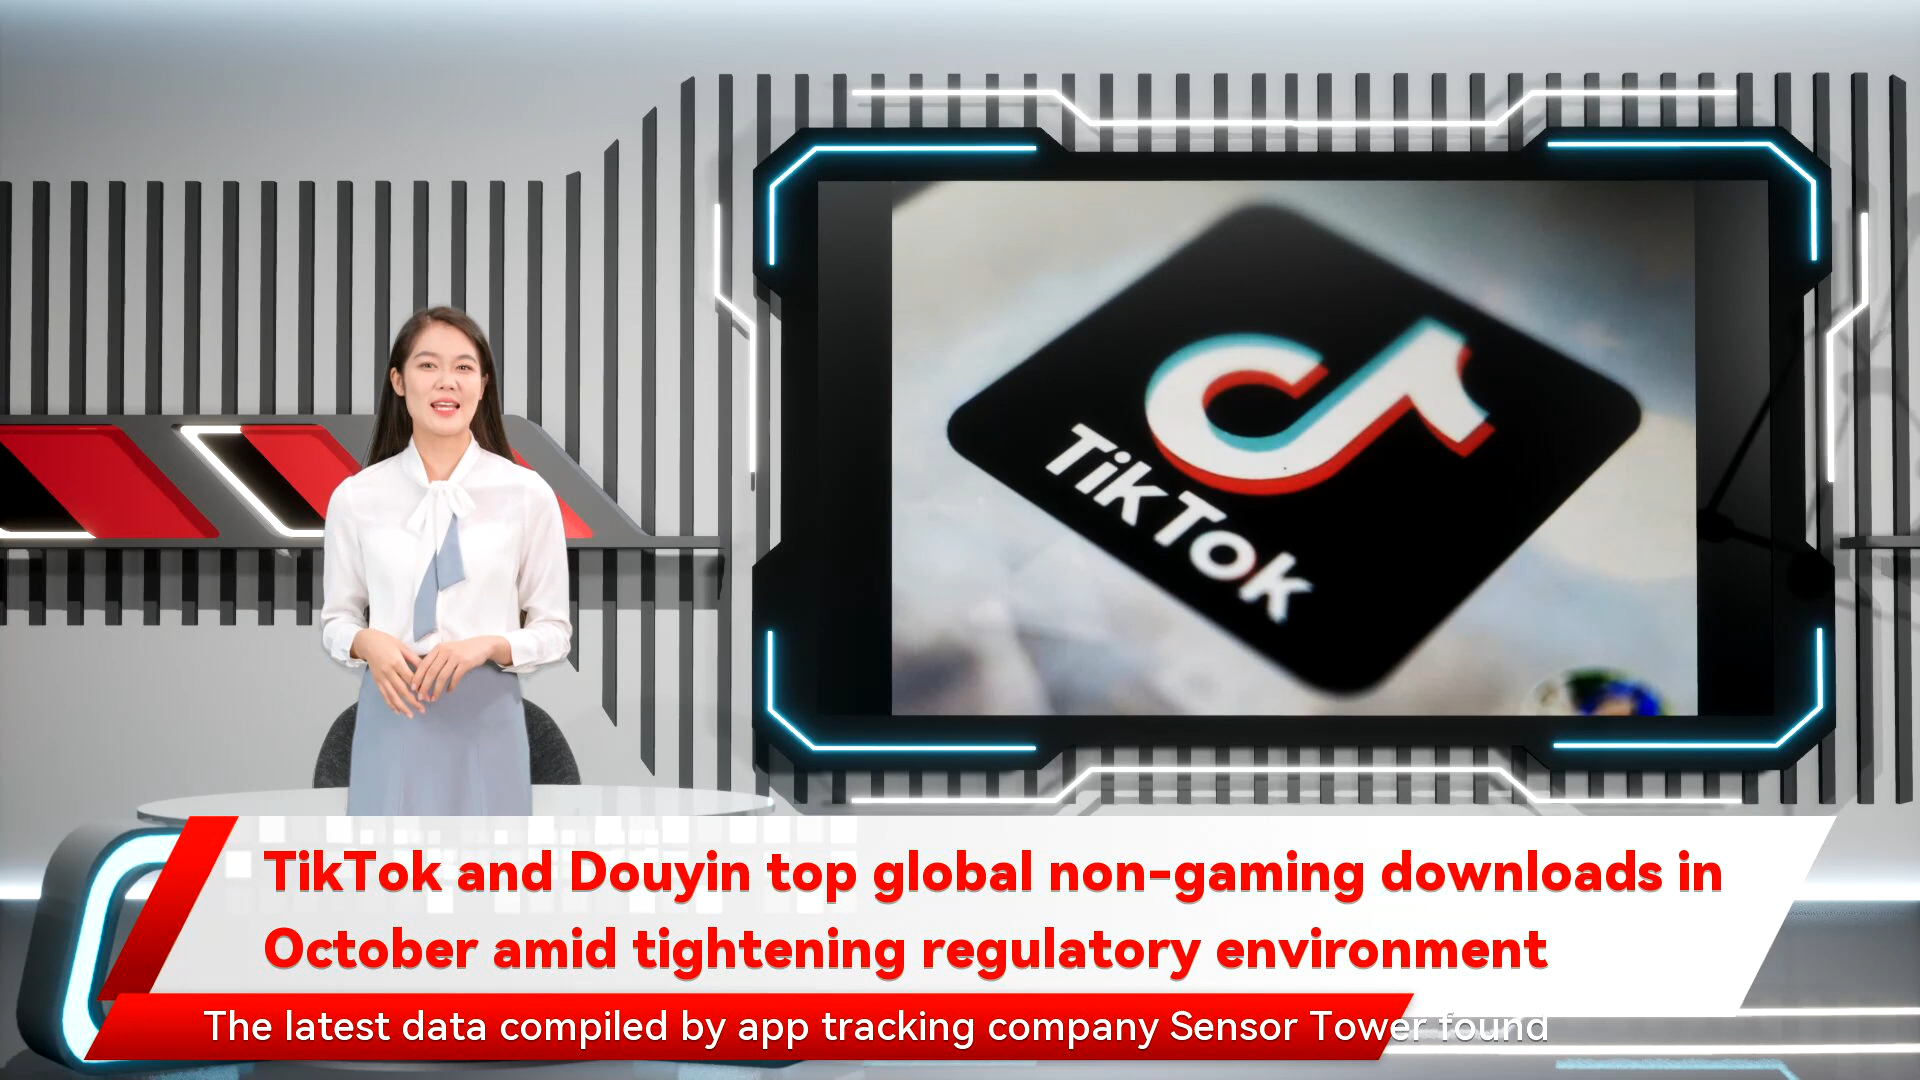 TikTok
TikTok and Douyin top global non-gaming downloads in
October amid tightening regulatory environment
The latest data compiled by app tracking company Sensor Tower found